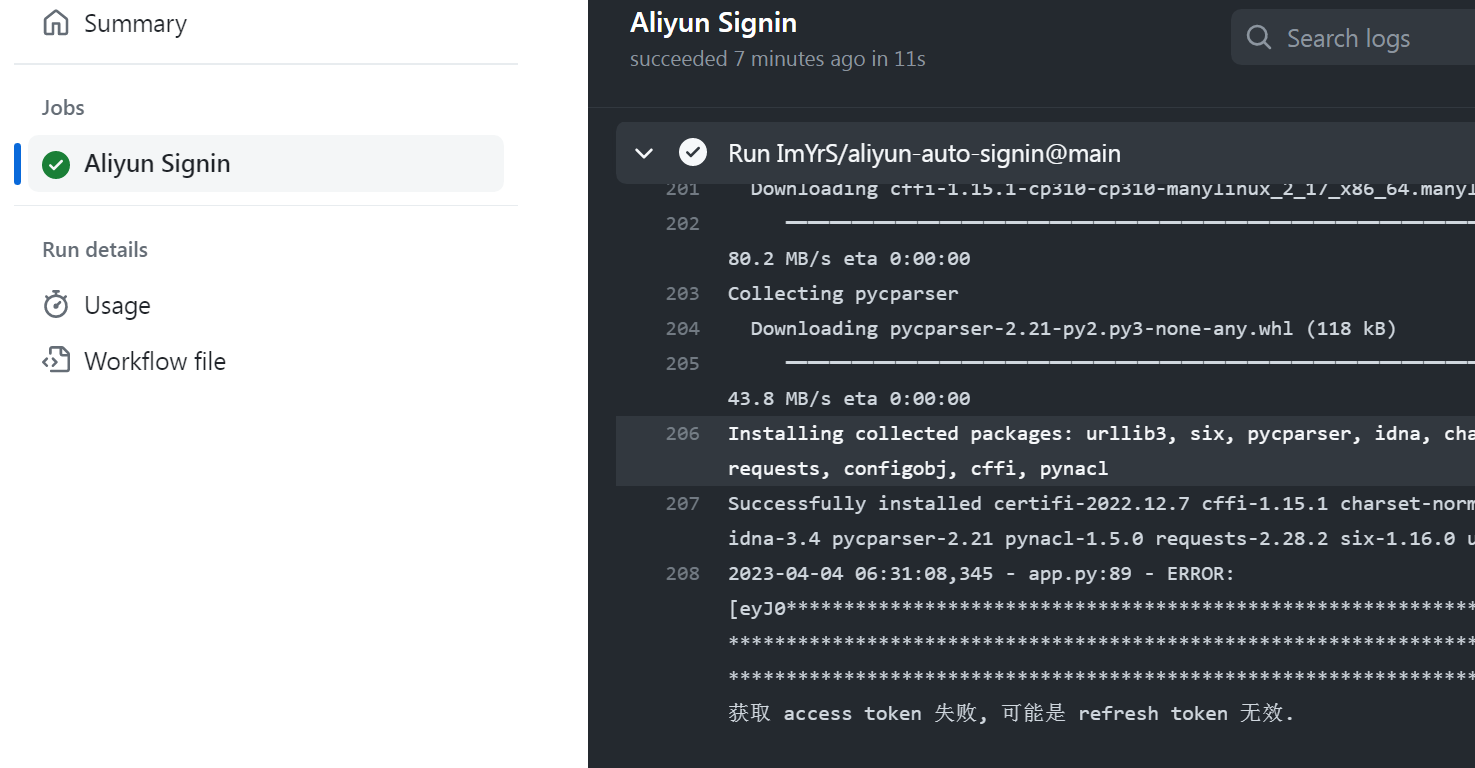 Summary
Jobs
Aliyun Signin
Run details
Usage
Workflow file
Aliyun Signin
succeeded 7 minutes ago in 11s
Search logs
Run ImYrS/aliyun-auto-signin@main
201 Downloading cffi-1.15.1-cp310-cp310-manylinux_2_17_x86_64.manyl
202
80.2 MB/s eta 0:00:00
203 Collecting pycparser
204 Downloading pycparser-2.21-py2.py3-none-any.whl (118 kB)
205
43.8 MB/s eta 0:00:00
206 Installing collected packages: urllib3, six, pycparser, idna, cha
requests, configobj, cffi, pynacl
207 Successfully installed certifi-2022.12.7 cffi-1.15.1 charset-norm
idna-3.4 pycparser-2.21 pynacl-1.5.0 requests-2.28.2 six-1.16.0 u
208 2023-04-04 06:31:08,345 - app.py:89 - ERROR:
[eyJ0************************************************************
*****************************************************************
*****************************************************************
获取 access token 失败, 可能是 refresh token 无效.